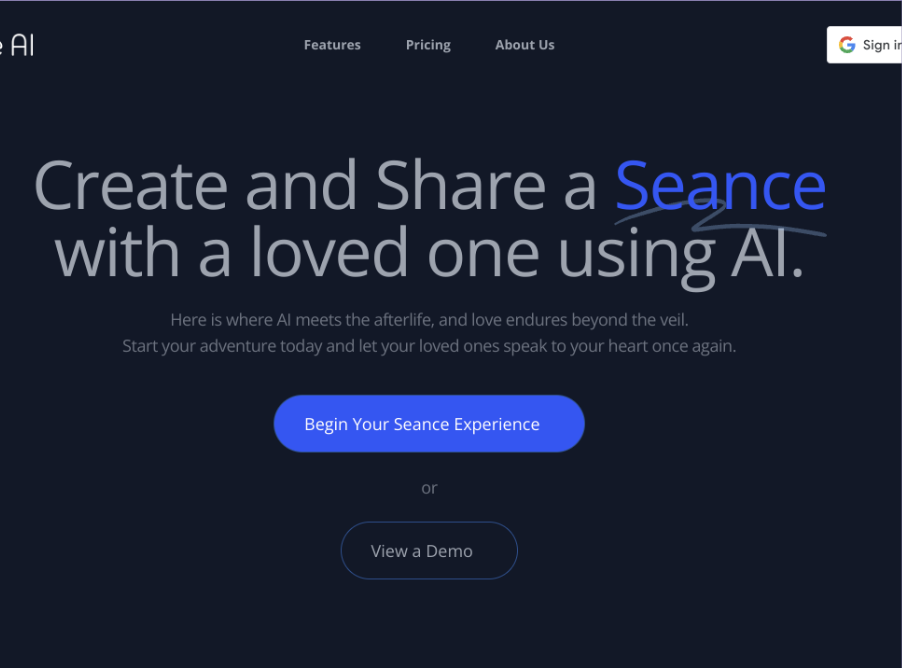 AI
Features
Pricing
About Us
Sign in
Create and Share a Seance
with a loved one using AI.
Here is where AI meets the afterlife, and love endures beyond the veil.
Start your adventure today and let your loved ones speak to your heart once again.
Begin Your Seance Experience
or
View a Demo